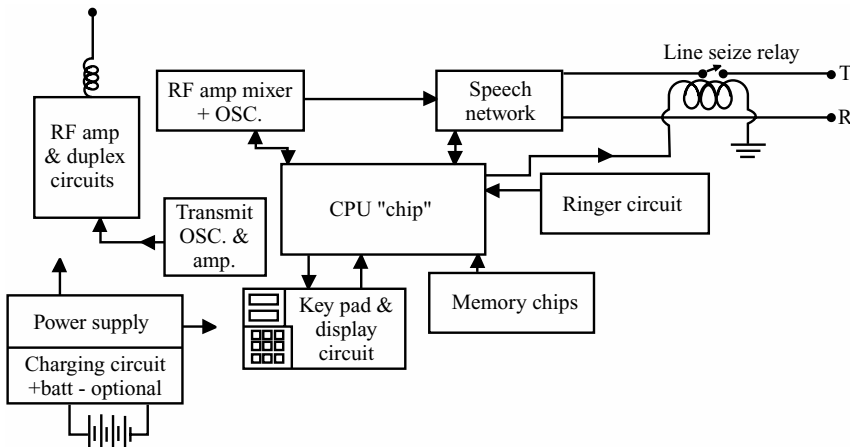 Line seize relay
T
R
RF amp mixer
+ OSC.
Speech
network
RF amp
& duplex
circuits
CPU "chip"
Transmit
OSC. &
amp.
Ringer circuit
Memory chips
Key pad &
display
circuit
Power supply
Charging circuit
+batt - optional